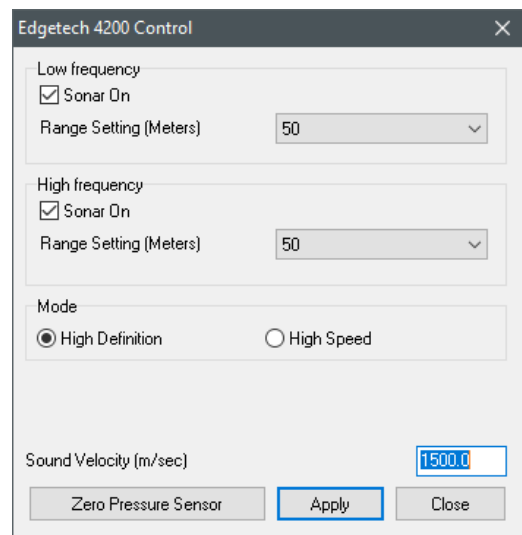 Edgetech 4200 Control
Low frequency
Sonar On
Range Setting (Meters) 50
High frequency
Sonar On
Range Setting (Meters) 50
Mode
High Definition High Speed
Sound Velocity (m/sec) 1500.0
Zero Pressure Sensor Apply Close